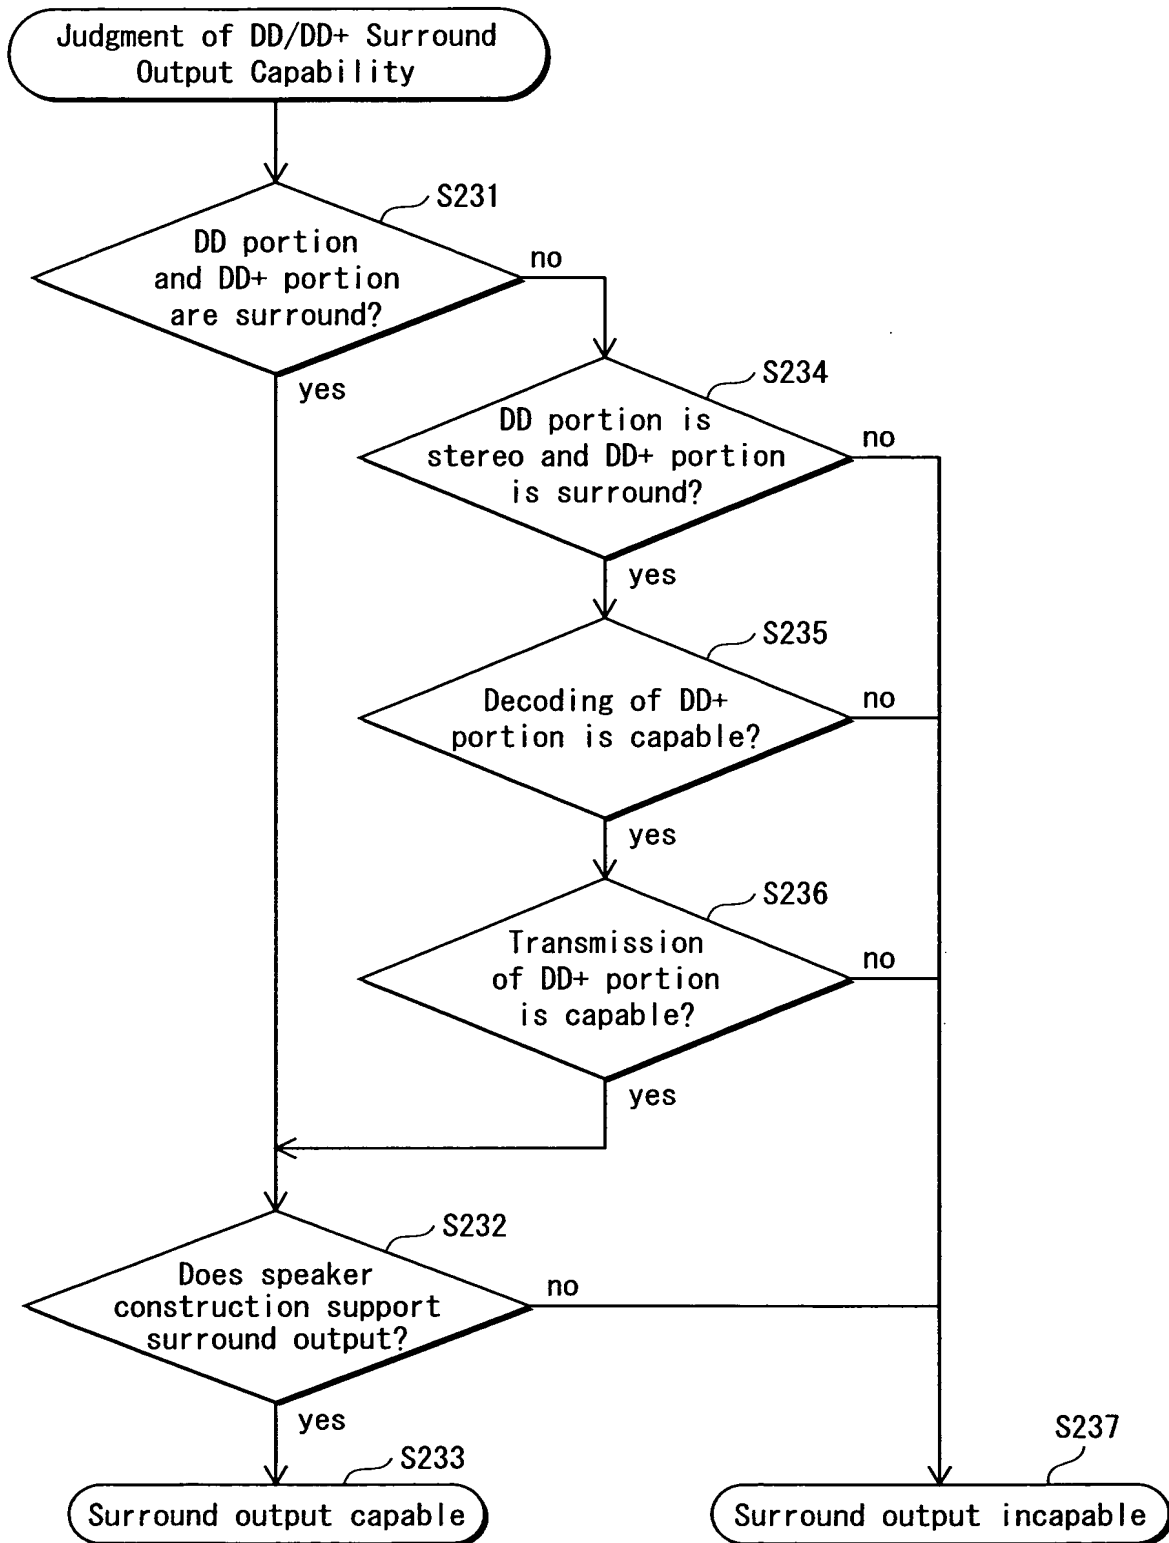 Judgment of DD/DD+ Surround
Output Capability
S231
DD portion
and DD+ portion
are surround?
no
yes
S234
DD portion is
stereo and DD+ portion
is surround?
no
yes
S235
Decoding of DD+
portion is capable?
no
yes
S236
Transmission
of DD+ portion
is capable?
no
yes
S232
Does speaker
construction support
surround output?
no
yes
S233
Surround output capable
S237
Surround output incapable